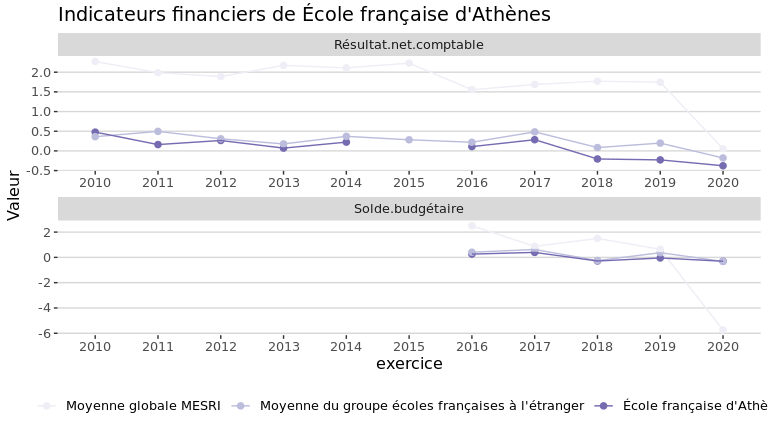 Indicateurs financiers de École française d'Athènes
Résultat.net.comptable
2.0
1.5
1.0
0.5
0.0
-0.5
2010 2011 2012 2013 2014 2015 2016 2017 2018 2019 2020
Valeur
Solde.budgétaire
2
0
-2
-4
-6
2010 2011 2012 2013 2014 2015 2016 2017 2018 2019 2020
exercice
Moyenne globale MESRI Moyenne du groupe écoles françaises à l'étranger École française d'Athè